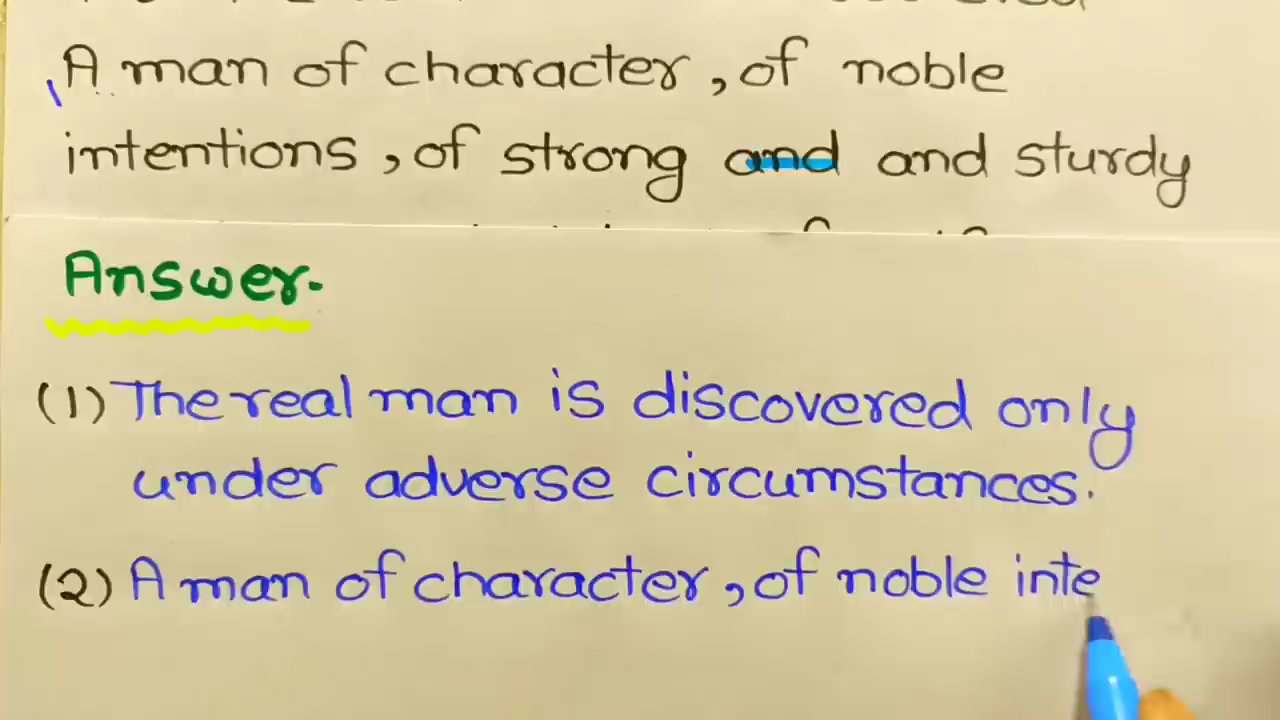 A man of character, of noble
intentions, of strong and and sturdy
Answer.
(1) The real man is discovered only
under adverse circumstances.
(2) A man of character, of noble inte